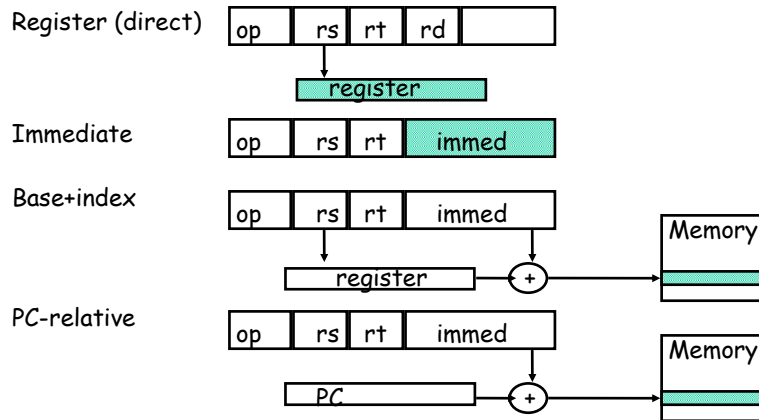 Register (direct)
op rs rt rd
register
Immediate
op rs rt immed
Base+index
op rs rt immed
Memory
register +
PC-relative
op rs rt immed
Memory
PC +